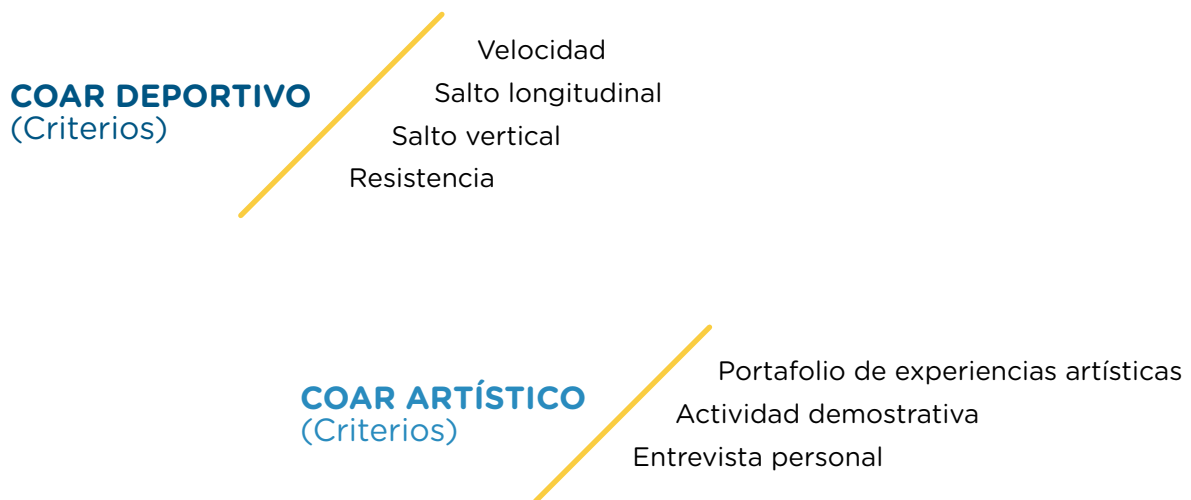 COAR DEPORTIVO
(Criterios)
Velocidad
Salto longitudinal
Salto vertical
Resistencia
COAR ARTÍSTICO
(Criterios)
Portafolio de experiencias artísticas
Actividad demostrativa
Entrevista personal